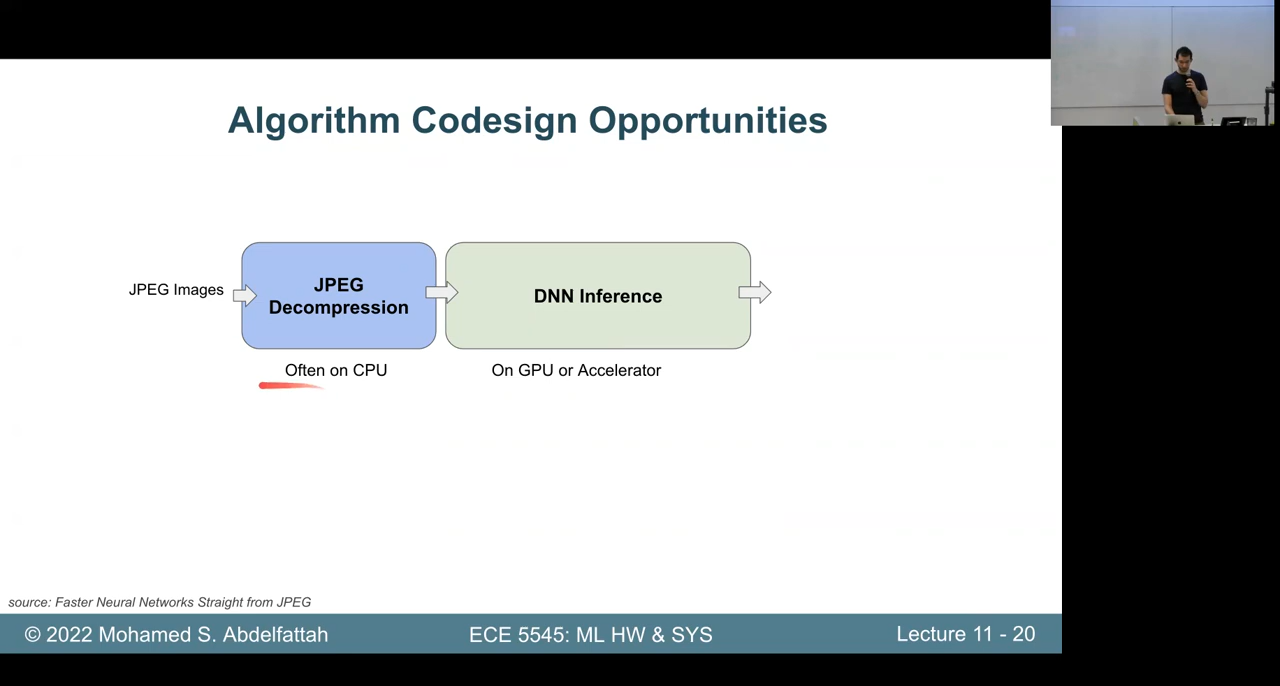 Algorithm Codesign Opportunities
JPEG Images
JPEG
Decompression
DNN Inference
Often on CPU
On GPU or Accelerator
source: Faster Neural Networks Straight from JPEG
© 2022 Mohamed S. Abdelfattah
ECE 5545: ML HW & SYS
Lecture 11 - 20